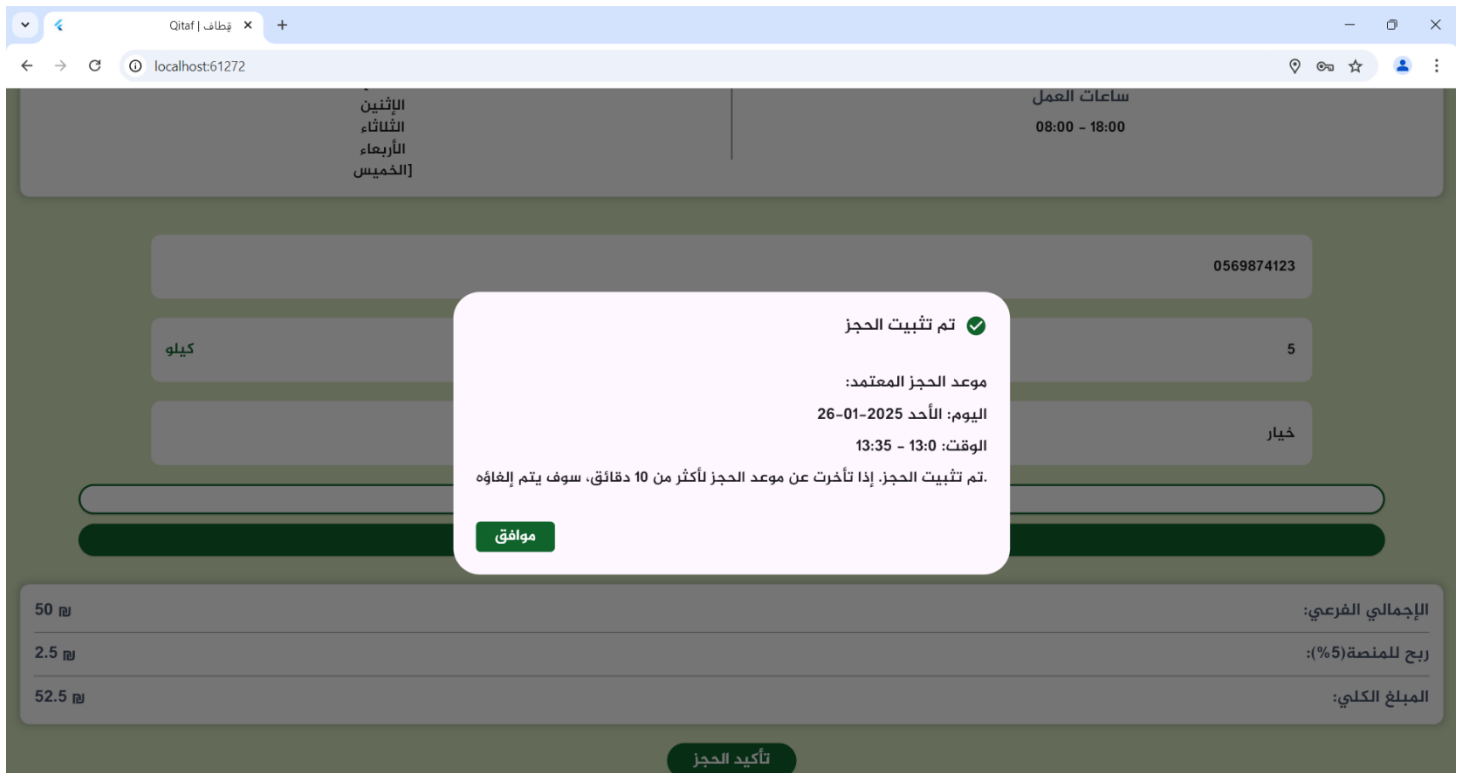 قِطاف | Qitaf
localhost:61272
ساعات العمل
18:00 - 08:00
الإثنين
الثلاثاء
الأربعاء
الخميس]
0569874123
5
كيلو
خيار
تم تثبيت الحجز
موعد الحجز المعتمد:
اليوم: الأحد 2025-01-26
الوقت: 13:0 - 13:35
تم تثبيت الحجز. إذا تأخرت عن موعد الحجز لأكثر من 10 دقائق، سوف يتم إلغاؤه.
موافق
الإجمالي الفرعي:
50 ₪
ربح للمنصة(5%):
2.5 ₪
المبلغ الكلي:
52.5 ₪
تأكيد الحجز